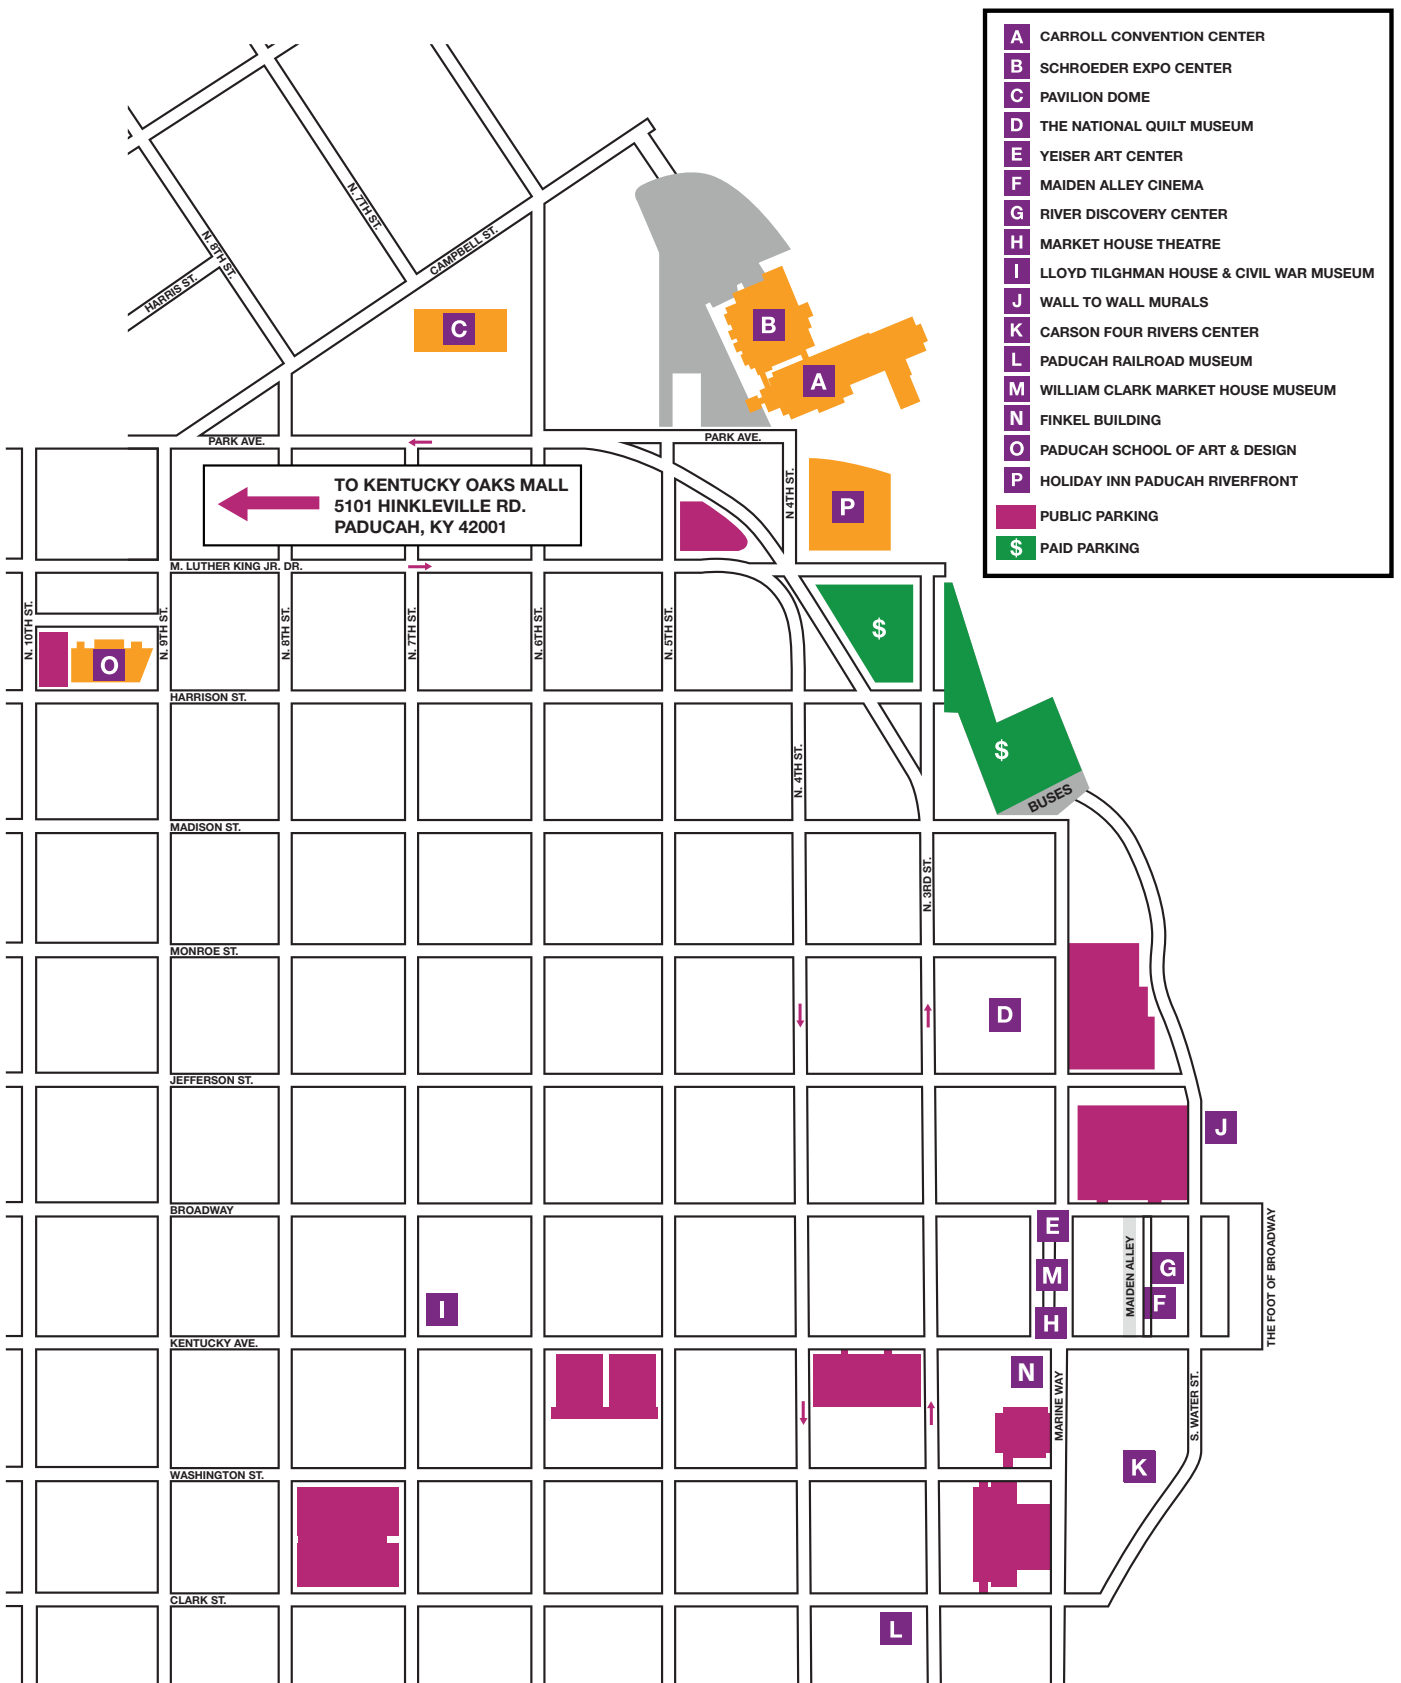 A CARROLL CONVENTION CENTER
B SCHROEDER EXPO CENTER
C PAVILION DOME
D THE NATIONAL QUILT MUSEUM
E YEISER ART CENTER
F MAIDEN ALLEY CINEMA
G RIVER DISCOVERY CENTER
H MARKET HOUSE THEATRE
I LLOYD TILGHMAN HOUSE & CIVIL WAR MUSEUM
J WALL TO WALL MURALS
K CARSON FOUR RIVERS CENTER
L PADUCAH RAILROAD MUSEUM
M WILLIAM CLARK MARKET HOUSE MUSEUM
N FINKEL BUILDING
O PADUCAH SCHOOL OF ART & DESIGN
P HOLIDAY INN PADUCAH RIVERFRONT
PUBLIC PARKING
$ PAID PARKING
N. 7TH ST.
N. 8TH ST.
CAMPBELL ST.
HARRIS ST.
C
B
A
PARK AVE.
PARK AVE.
TO KENTUCKY OAKS MALL
5101 HINKLEVILLE RD.
PADUCAH, KY 42001
N 4TH ST.
P
M. LUTHER KING JR. DR.
N. 10TH ST.
N. 9TH ST.
N. 8TH ST.
N. 7TH ST.
N. 6TH ST.
N. 5TH ST.
$
O
HARRISON ST.
$
N. 4TH ST.
BUSES
MADISON ST.
N. 3RD ST.
MONROE ST.
D
JEFFERSON ST.
J
BROADWAY
E
M
H
MAIDEN ALLEY
G
F
THE FOOT OF BROADWAY
I
KENTUCKY AVE.
N
MARINE WAY
S. WATER ST.
K
WASHINGTON ST.
CLARK ST.
L